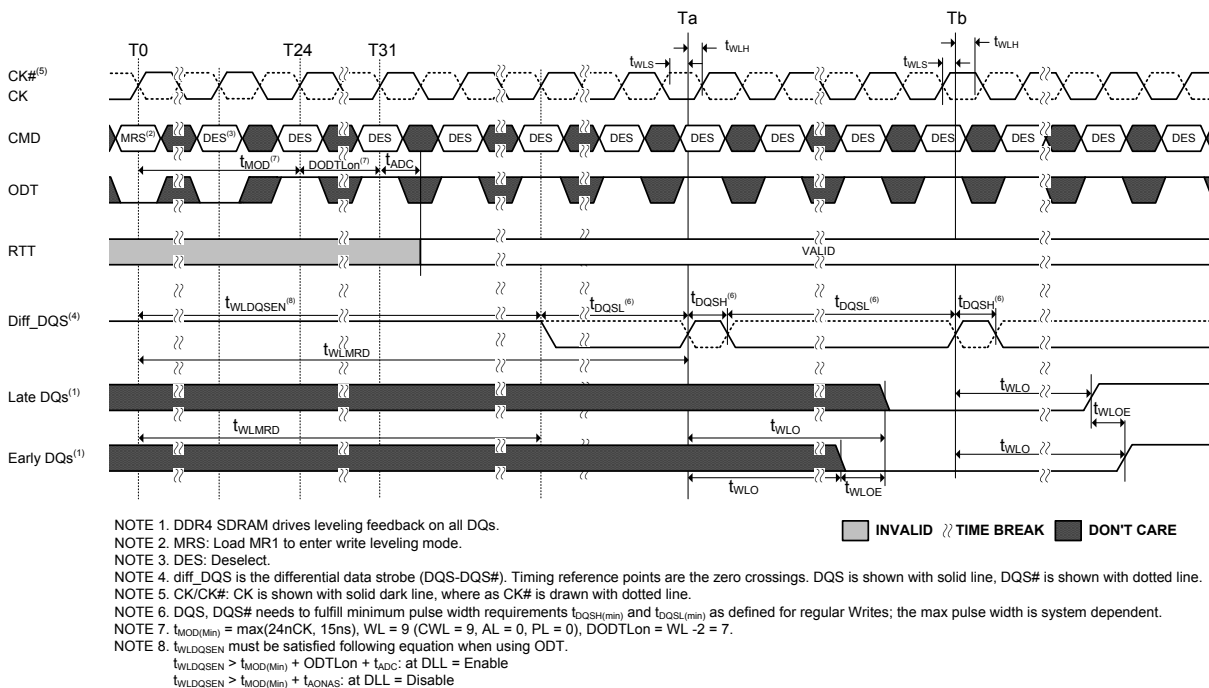 Ta Tb
tWLH tWLH
T0 T24 T31
tWLS tWLS
CK#(5)
CK
CMD MRS(2) DES(3) DES DES DES DES DES DES DES DES DES DES DES DES
tMOD(7) DODTLon(7) tADC
ODT
RTT VALID
tWLDQSEN(8) tDQSL(6) tDQSH(6) tDQSL(6) tDQSH(6)
Diff_DQS(4)
tWLMRD
tWLO
Late DQs(1)
tWLOE
tWLMRD tWLO
tWLO
Early DQs(1)
tWLO tWLOE
NOTE 1. DDR4 SDRAM drives leveling feedback on all DQs.
INVALID TIME BREAK DON'T CARE
NOTE 2. MRS: Load MR1 to enter write leveling mode.
NOTE 3. DES: Deselect.
NOTE 4. diff_DQS is the differential data strobe (DQS-DQS#). Timing reference points are the zero crossings. DQS is shown with solid line, DQS# is shown with dotted line.
NOTE 5. CK/CK#: CK is shown with solid dark line, where as CK# is drawn with dotted line.
NOTE 6. DQS, DQS# needs to fulfill minimum pulse width requirements tDQSH(min) and tDQSL(min) as defined for regular Writes; the max pulse width is system dependent.
NOTE 7. tMOD(Min) = max(24nCK, 15ns), WL = 9 (CWL = 9, AL = 0, PL = 0), DODTLon = WL -2 = 7.
NOTE 8. tWLDQSEN must be satisfied following equation when using ODT.
tWLDQSEN > tMOD(Min) + ODTLon + tADC: at DLL = Enable
tWLDQSEN > tMOD(Min) + tAONAS: at DLL = Disable